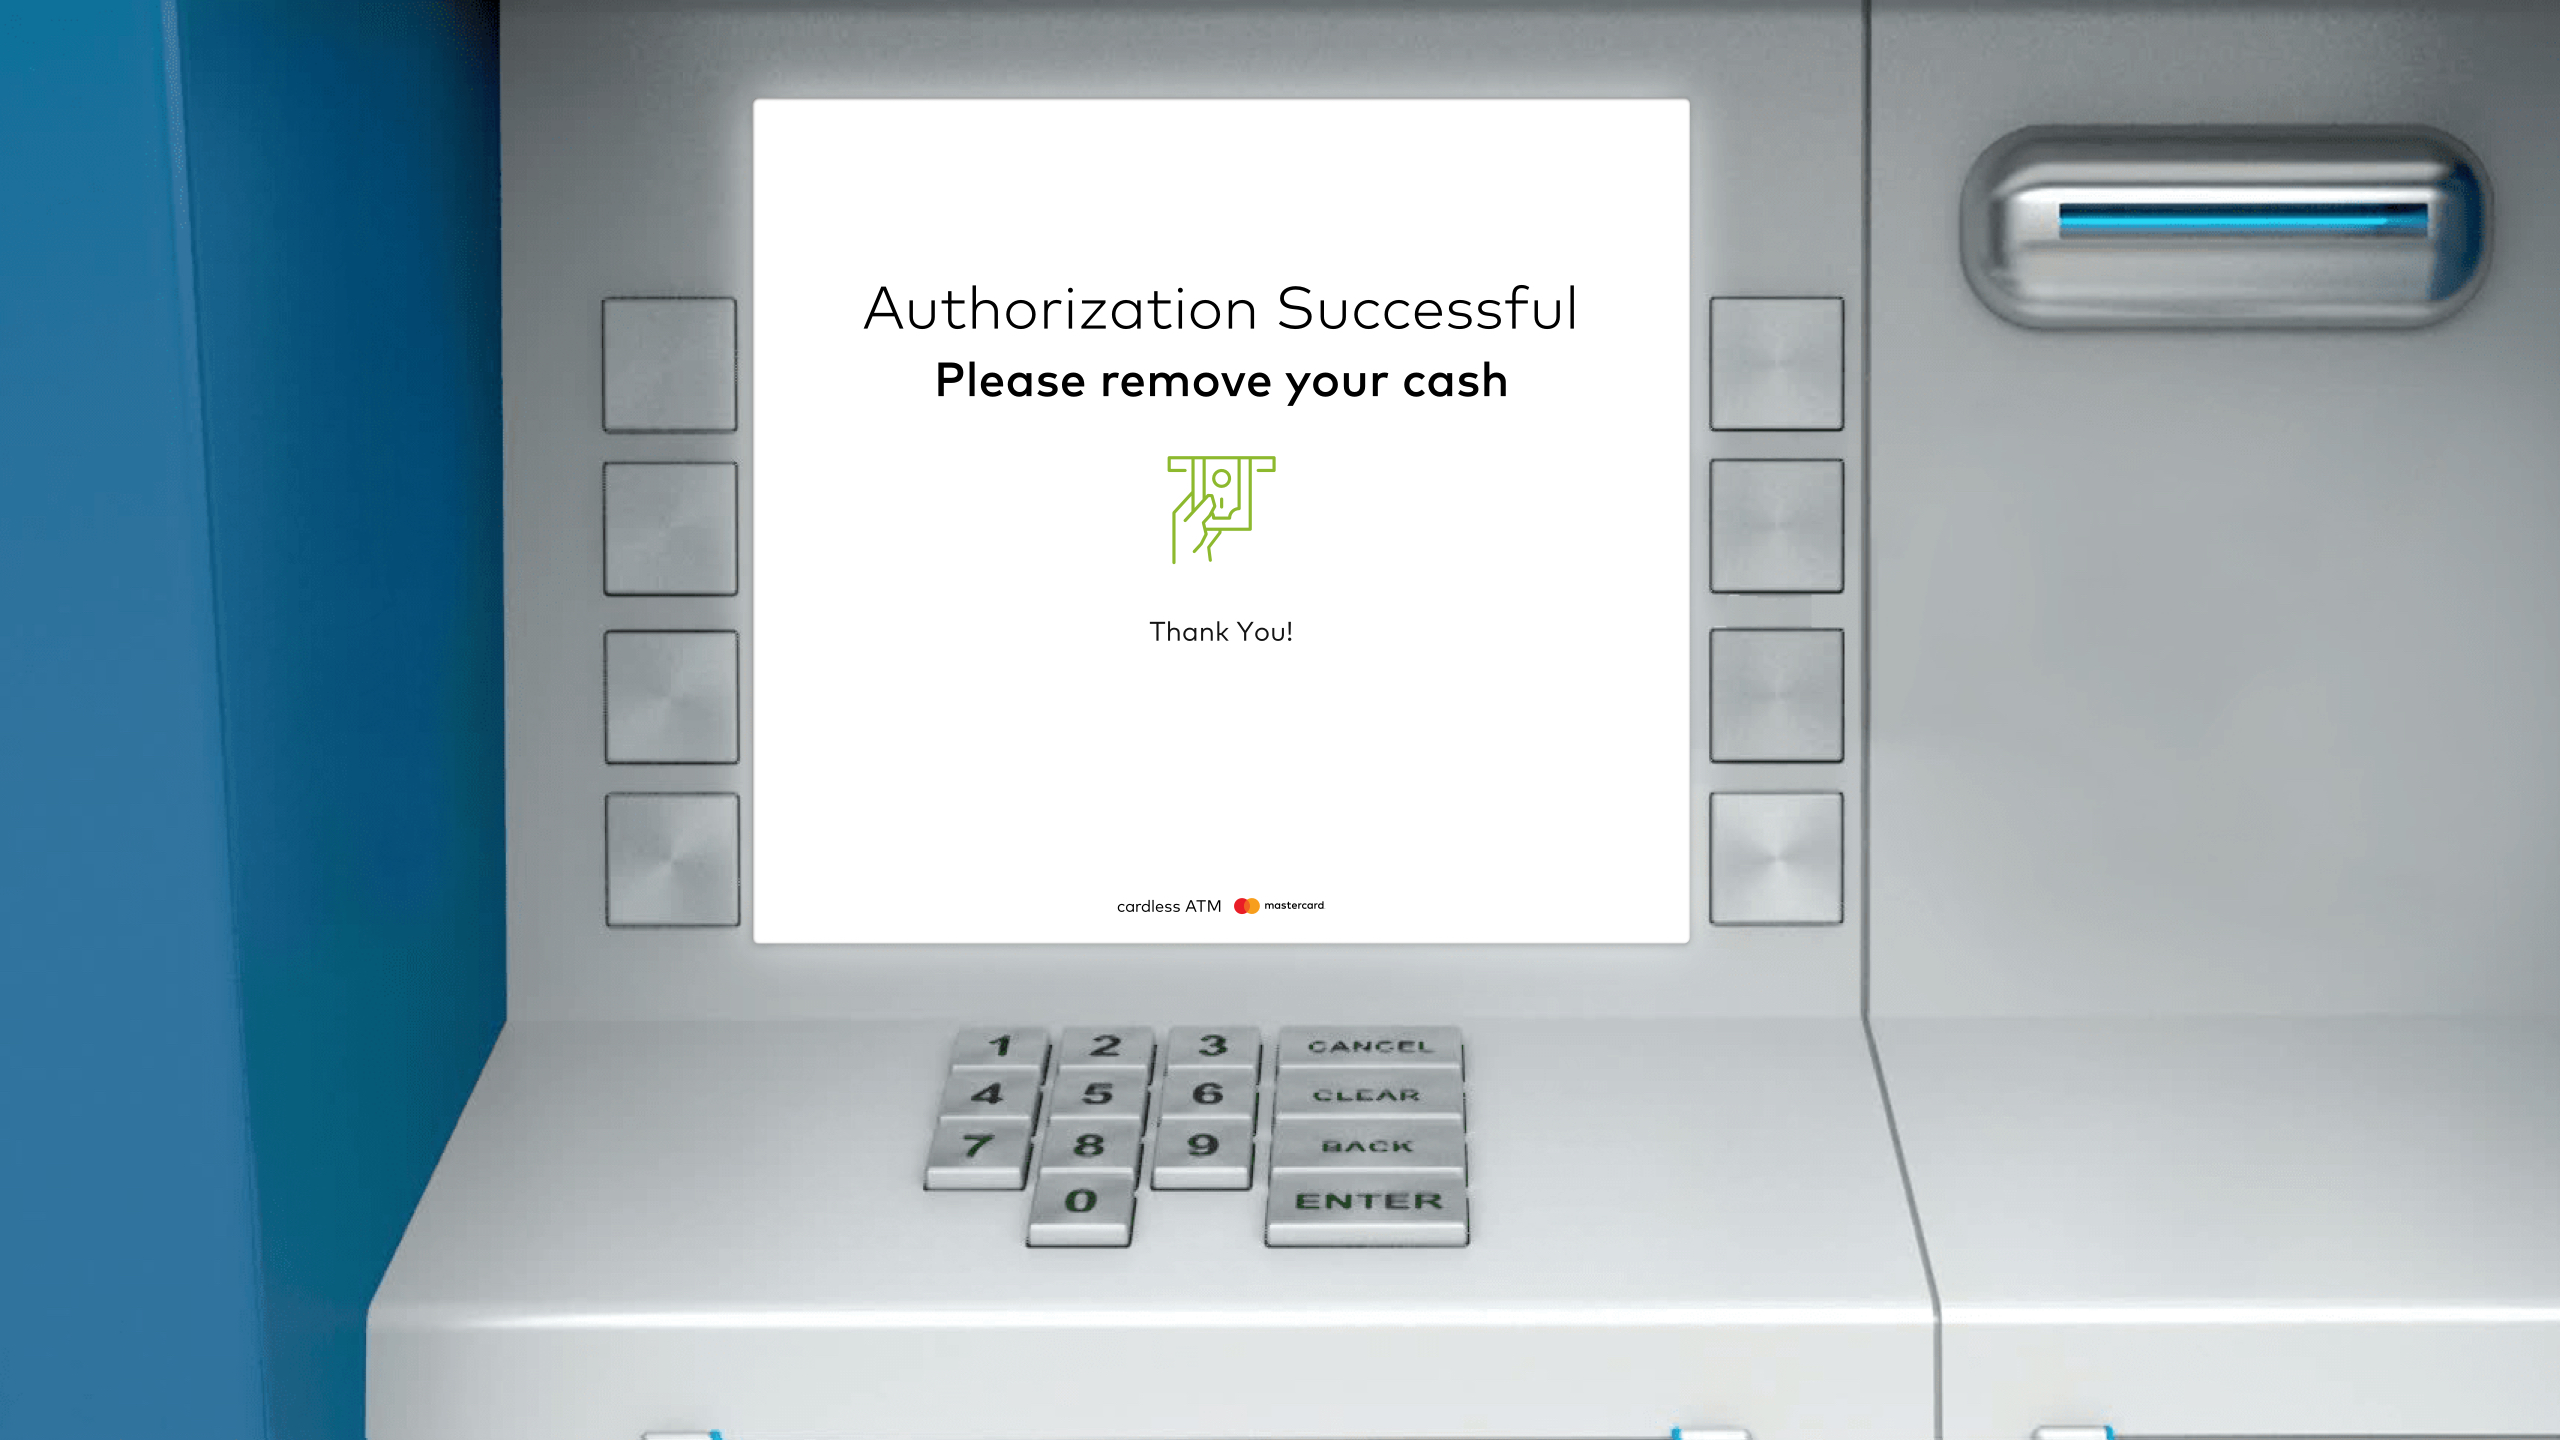 Authorization Successful
Please remove your cash
Thank You!
cardless ATM mastercard
1 2 3 CANCEL
4 5 6 CLEAR
7 8 9 BACK
0 ENTER